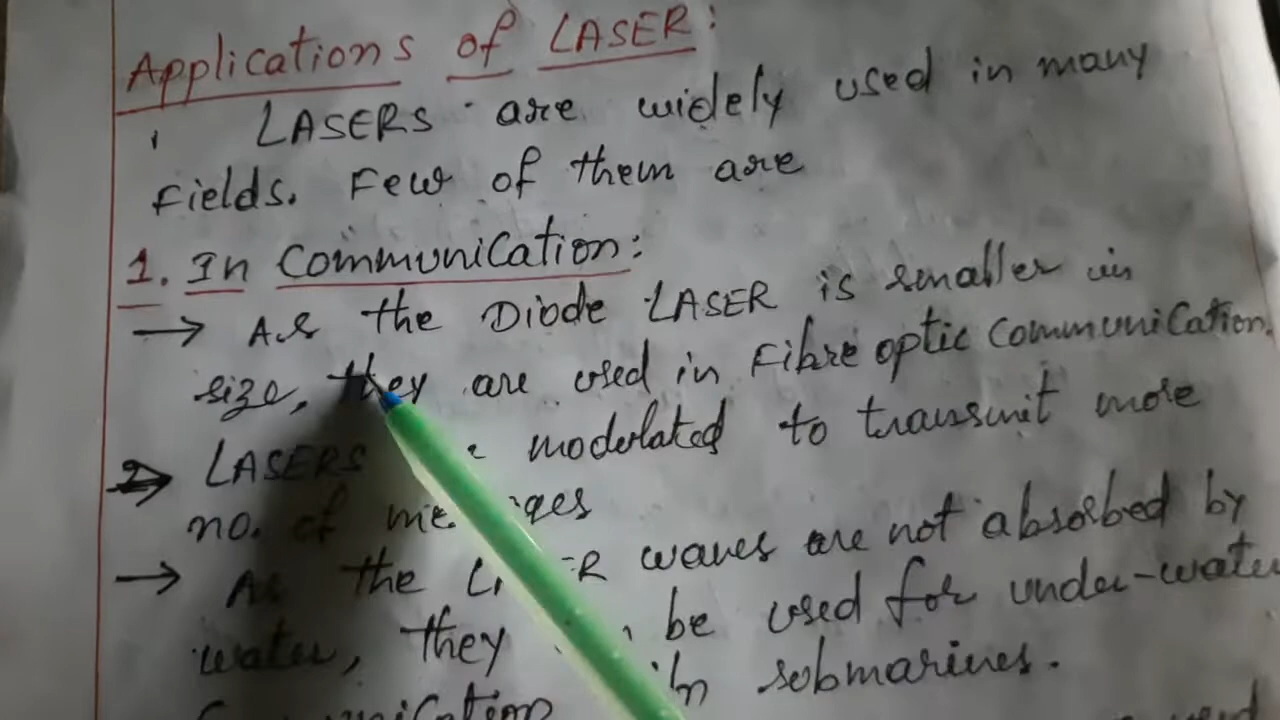 Applications of LASER:
LASERS are widely used in many
fields. Few of them are
1. In Communication:
→ As the Diode LASER is smaller in
size, they are used in Fibre optic Communication.
→ LASERS modulated to transmit more
no. of
→ As the waves are not absorbed by
water, they be used for under-water
in submarines.